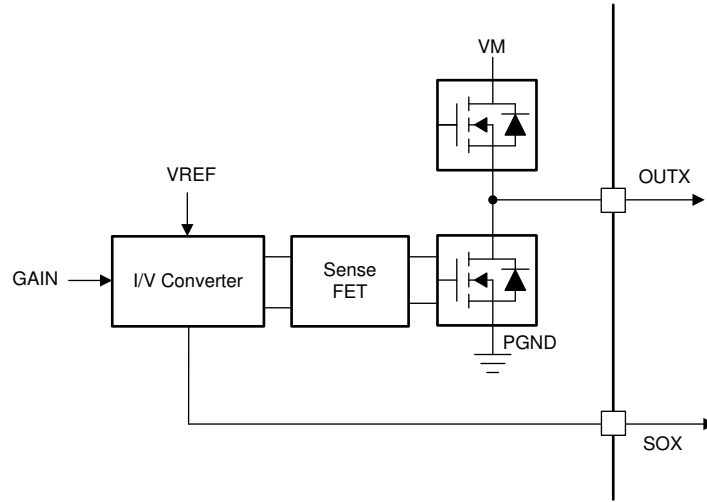 VM
VREF
OUTX
GAIN
I/V Converter
Sense
FET
PGND
SOX